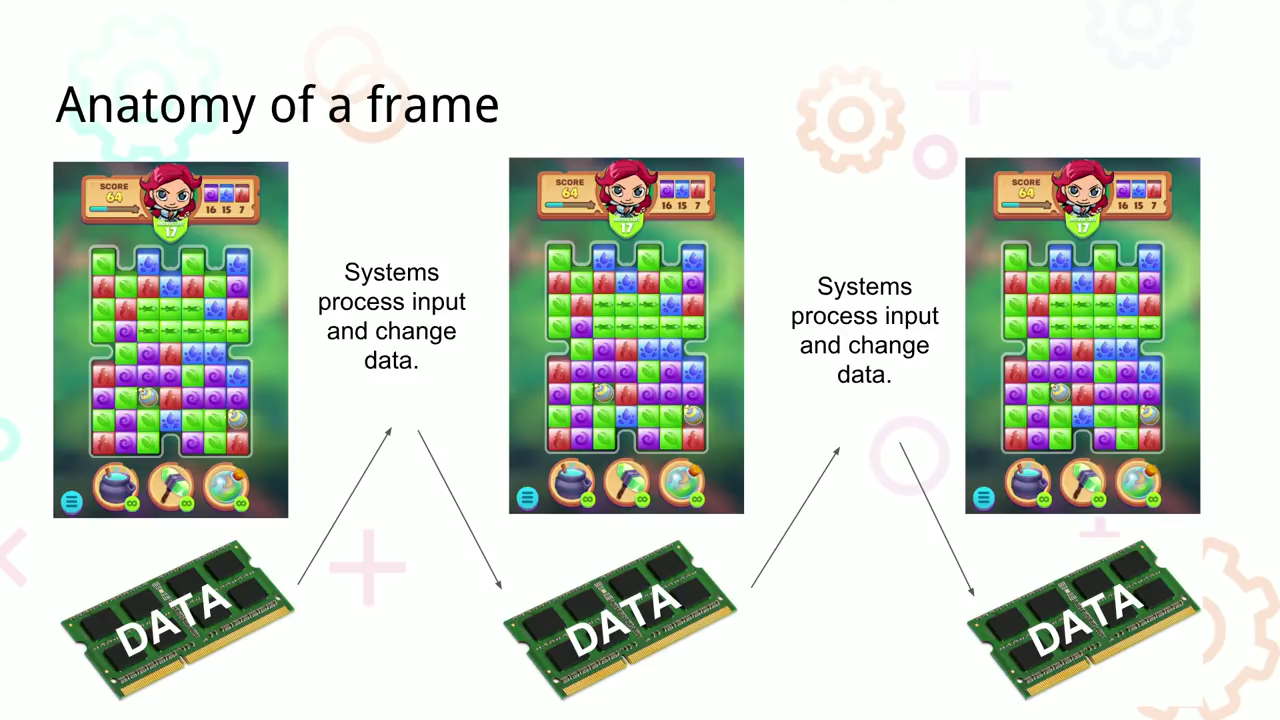 Anatomy of a frame
SCORE
64
16 15 7
17
Systems
process input
and change
data.
SCORE
64
16 15 7
17
Systems
process input
and change
data.
SCORE
64
16 15 7
17
DATA
DATA
DATA